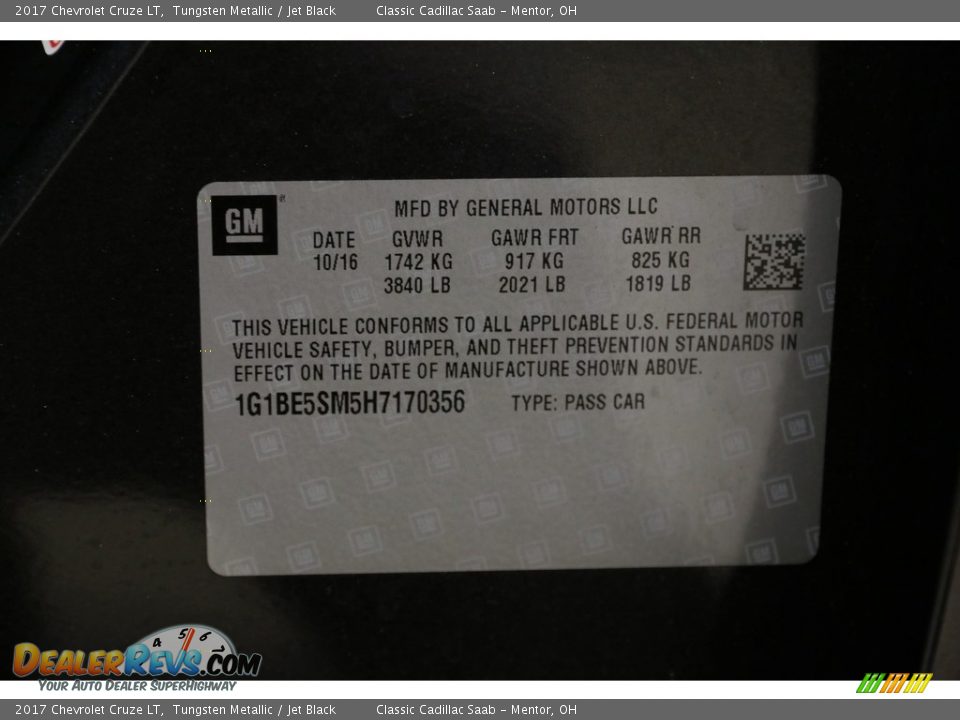 2017 Chevrolet Cruze LT, Tungsten Metallic / Jet Black Classic Cadillac Saab - Mentor, OH
GM ®
MFD BY GENERAL MOTORS LLC
DATE GVWR GAWR FRT GAWR RR
10/16 1742 KG 917 KG 825 KG
3840 LB 2021 LB 1819 LB
THIS VEHICLE CONFORMS TO ALL APPLICABLE U.S. FEDERAL MOTOR
VEHICLE SAFETY, BUMPER, AND THEFT PREVENTION STANDARDS IN
EFFECT ON THE DATE OF MANUFACTURE SHOWN ABOVE.
1G1BE5SM5H7170356 TYPE: PASS CAR
4 5 6 7
DEALERREVS.COM
YOUR AUTO DEALER SUPERHIGHWAY
2017 Chevrolet Cruze LT, Tungsten Metallic / Jet Black Classic Cadillac Saab - Mentor, OH